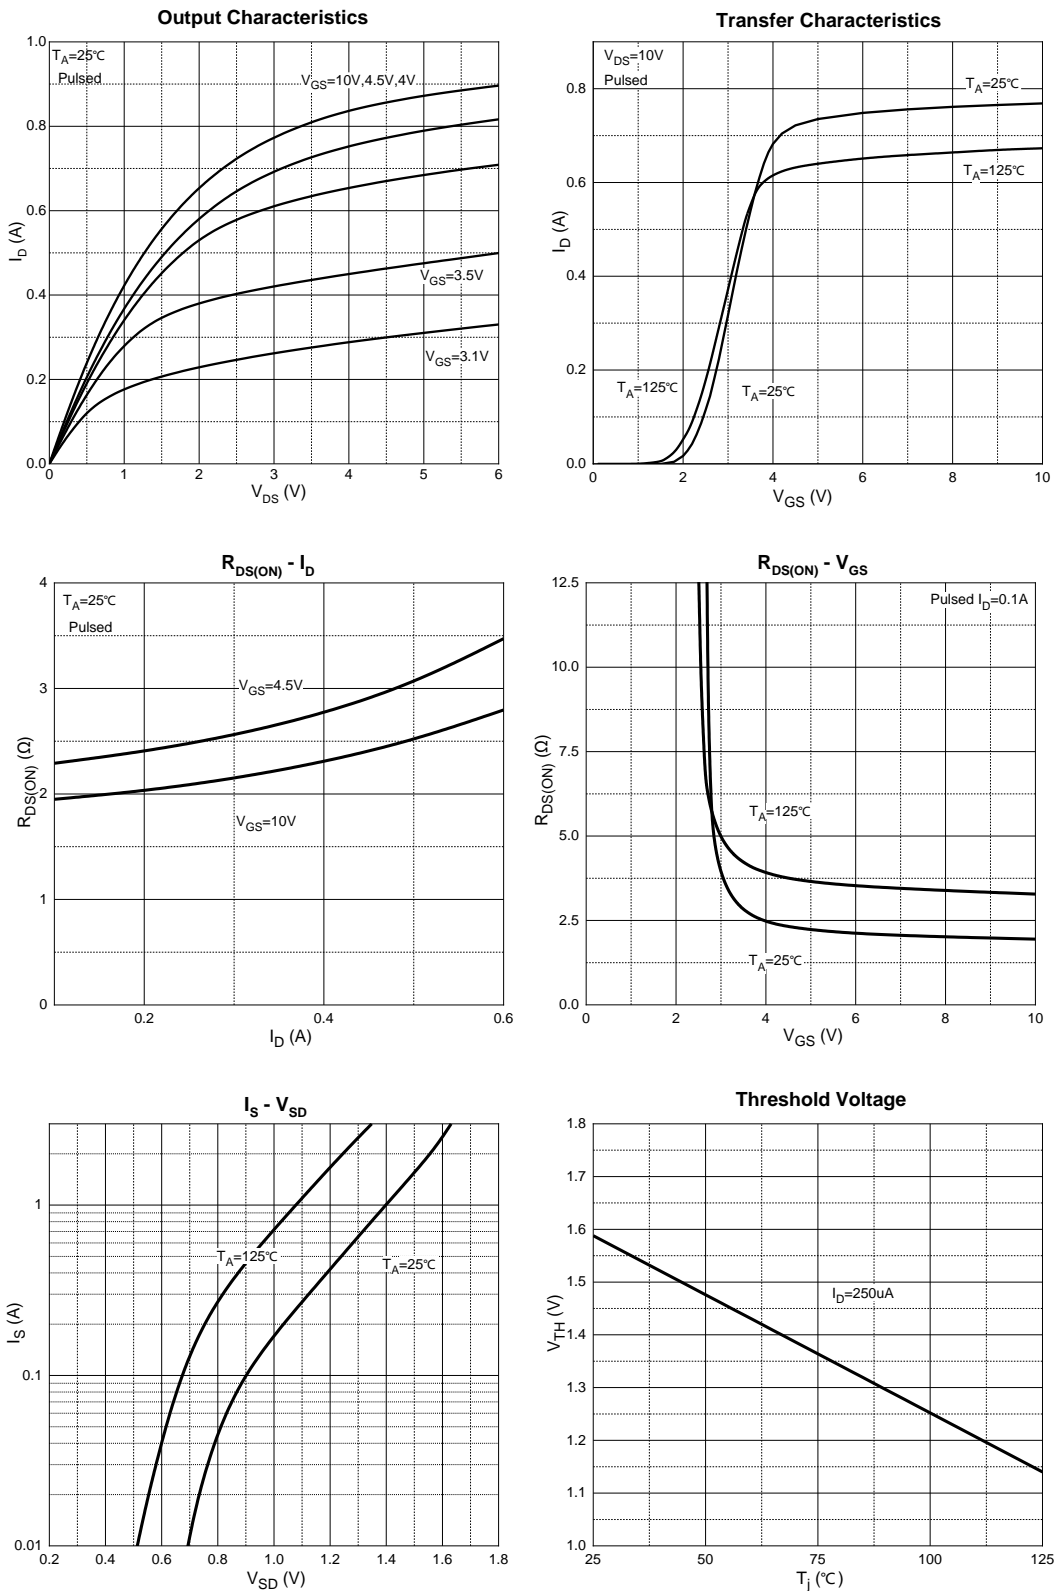 Output Characteristics
T_A=25℃
Pulsed
V_GS=10V,4.5V,4V
V_GS=3.5V
V_GS=3.1V
1.0
0.8
0.6
0.4
0.2
0.0
I_D (A)
0 1 2 3 4 5 6
V_DS (V)
Transfer Characteristics
V_DS=10V
Pulsed
T_A=25℃
T_A=125℃
T_A=125℃
T_A=25℃
0.8
0.6
0.4
0.2
0.0
I_D (A)
0 2 4 6 8 10
V_GS (V)
R_DS(ON) - I_D
T_A=25℃
Pulsed
V_GS=4.5V
V_GS=10V
4
3
2
1
0
R_DS(ON) (Ω)
0.2 0.4 0.6
I_D (A)
R_DS(ON) - V_GS
Pulsed I_D=0.1A
T_A=125℃
T_A=25℃
12.5
10.0
7.5
5.0
2.5
0.0
R_DS(ON) (Ω)
0 2 4 6 8 10
V_GS (V)
I_S - V_SD
T_A=125℃
T_A=25℃
1
0.1
0.01
I_S (A)
0.2 0.4 0.6 0.8 1.0 1.2 1.4 1.6 1.8
V_SD (V)
Threshold Voltage
I_D=250uA
1.8
1.7
1.6
1.5
1.4
1.3
1.2
1.1
1.0
V_TH (V)
25 50 75 100 125
T_j (℃)